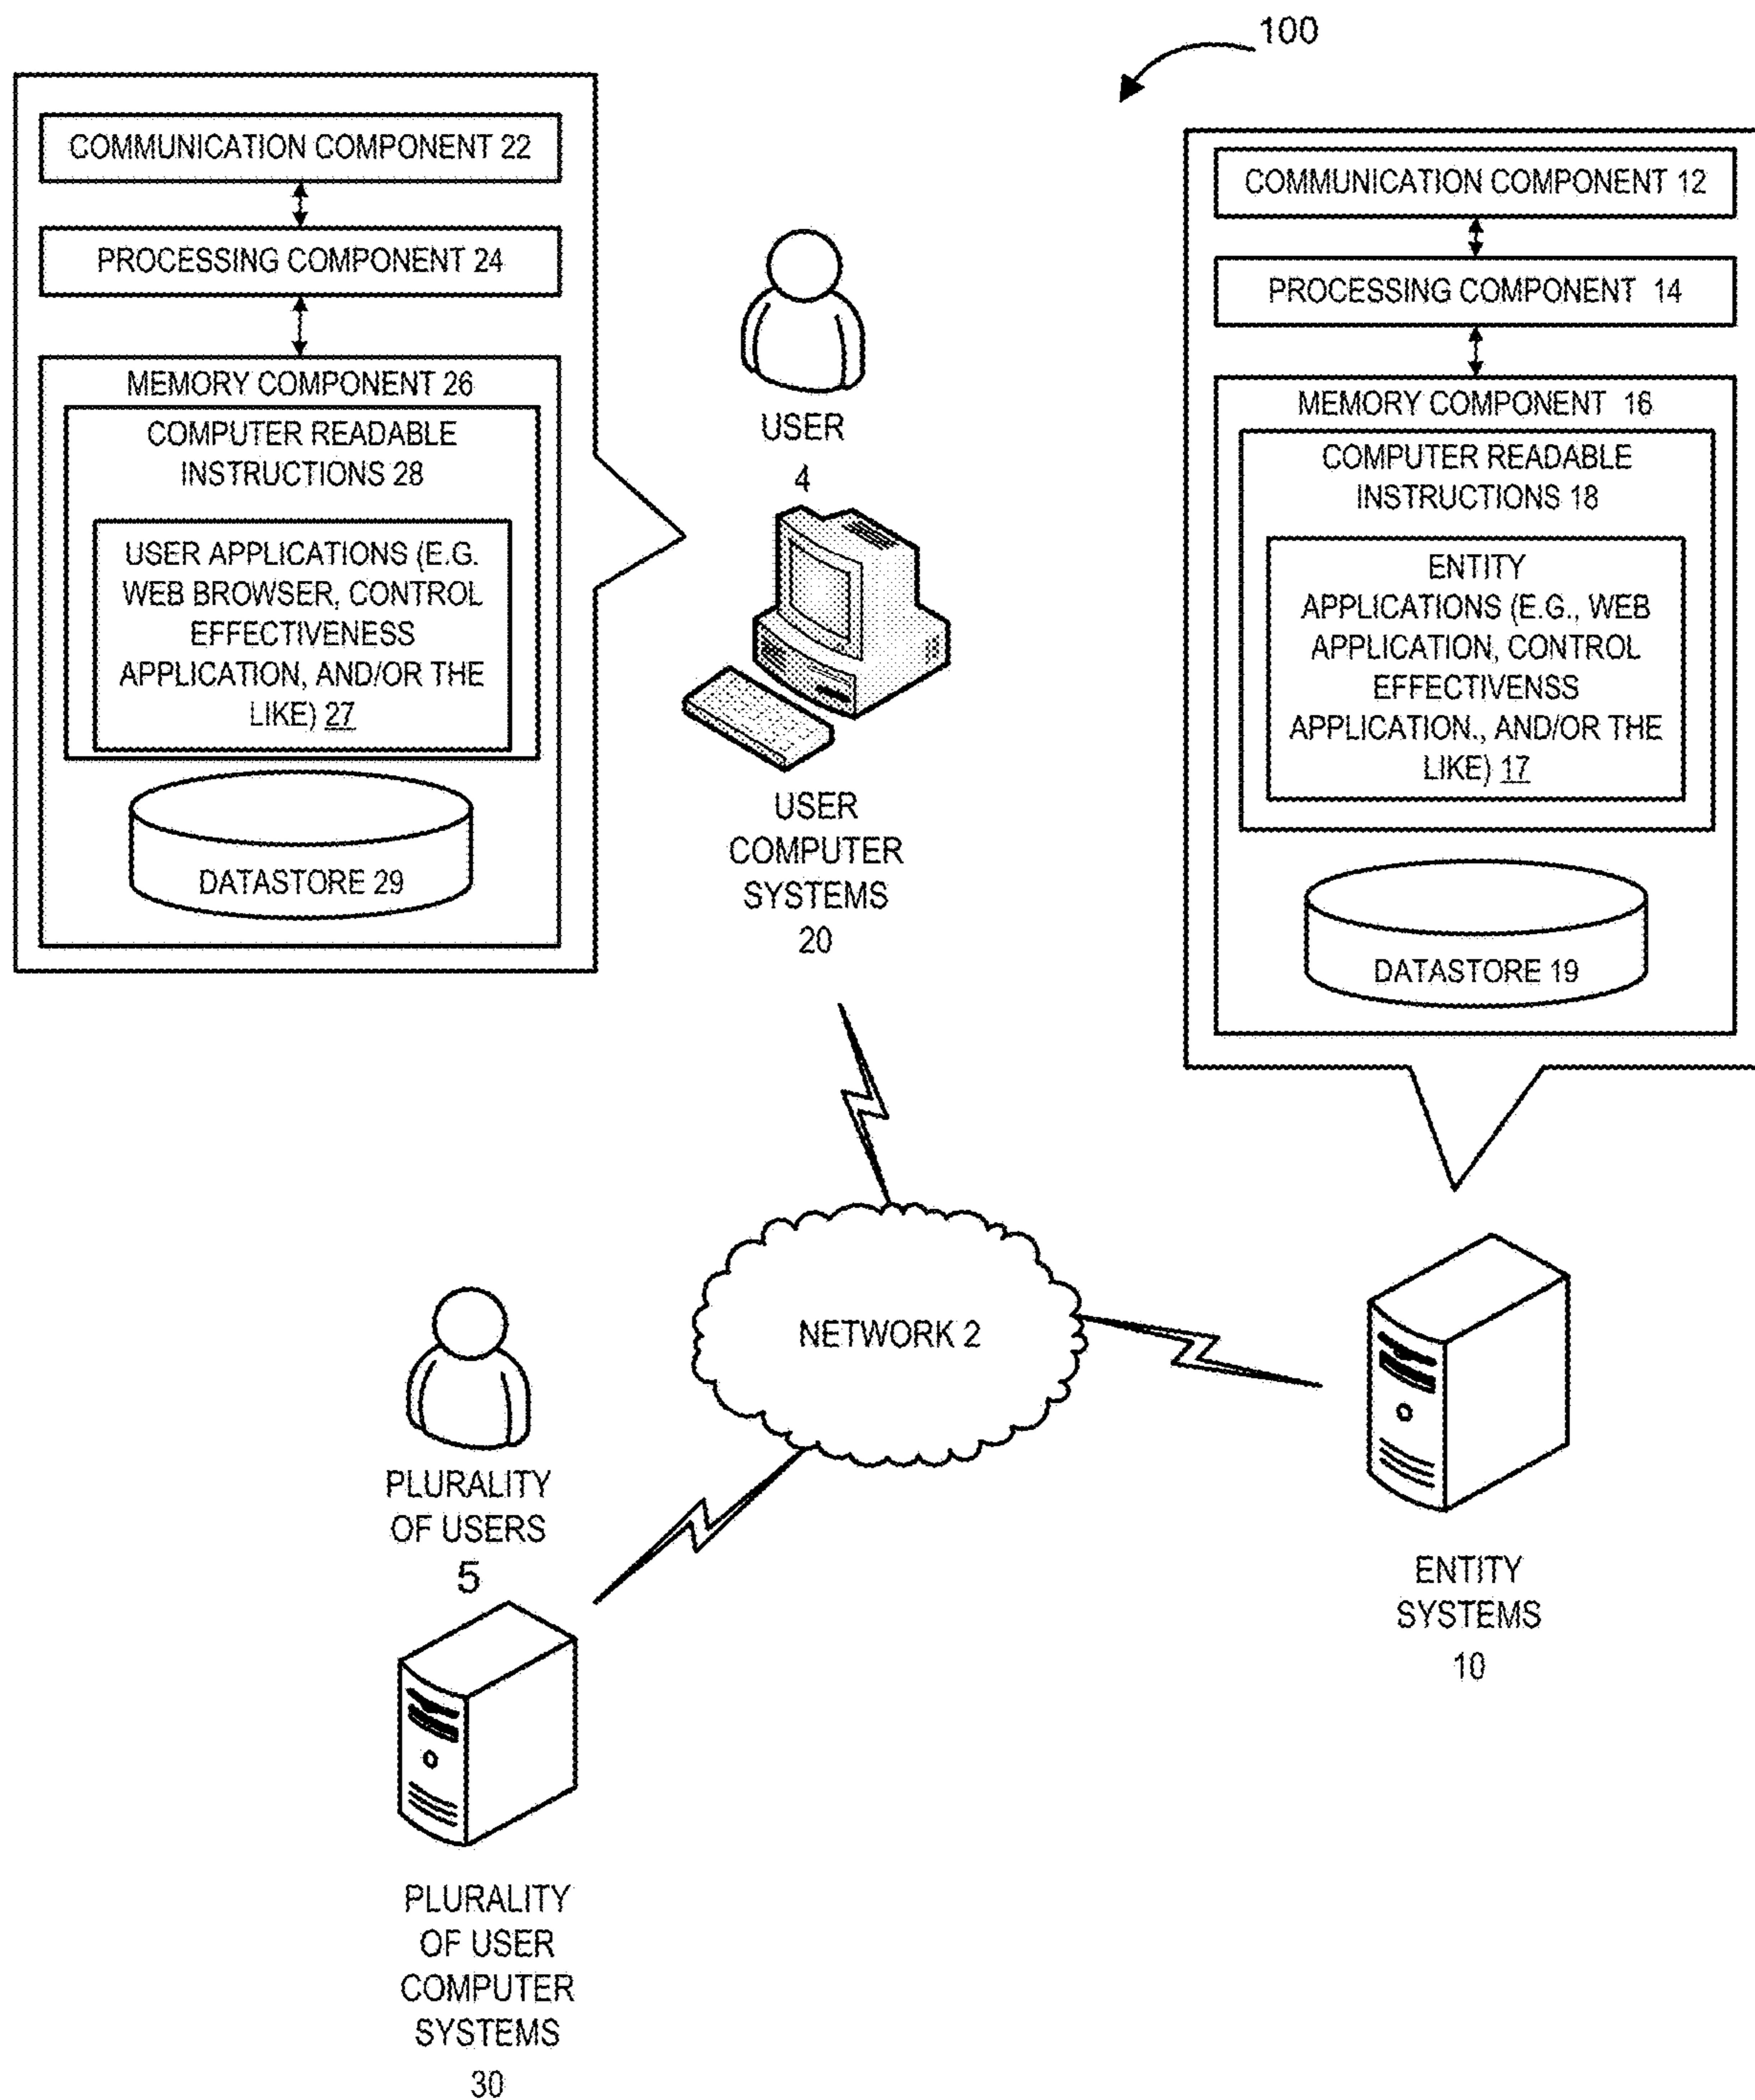 100
COMMUNICATION COMPONENT 22
PROCESSING COMPONENT 24
MEMORY COMPONENT 26
COMPUTER READABLE
INSTRUCTIONS 28
USER APPLICATIONS (E.G.
WEB BROWSER, CONTROL
EFFECTIVENESS
APPLICATION, AND/OR THE
LIKE) 27
DATASTORE 29
USER
4
USER
COMPUTER
SYSTEMS
20
COMMUNICATION COMPONENT 12
PROCESSING COMPONENT 14
MEMORY COMPONENT 16
COMPUTER READABLE
INSTRUCTIONS 18
ENTITY
APPLICATIONS (E.G., WEB
APPLICATION, CONTROL
EFFECTIVENSS
APPLICATION., AND/OR THE
LIKE) 17
DATASTORE 19
NETWORK 2
PLURALITY
OF USERS
5
ENTITY
SYSTEMS
10
PLURALITY
OF USER
COMPUTER
SYSTEMS
30